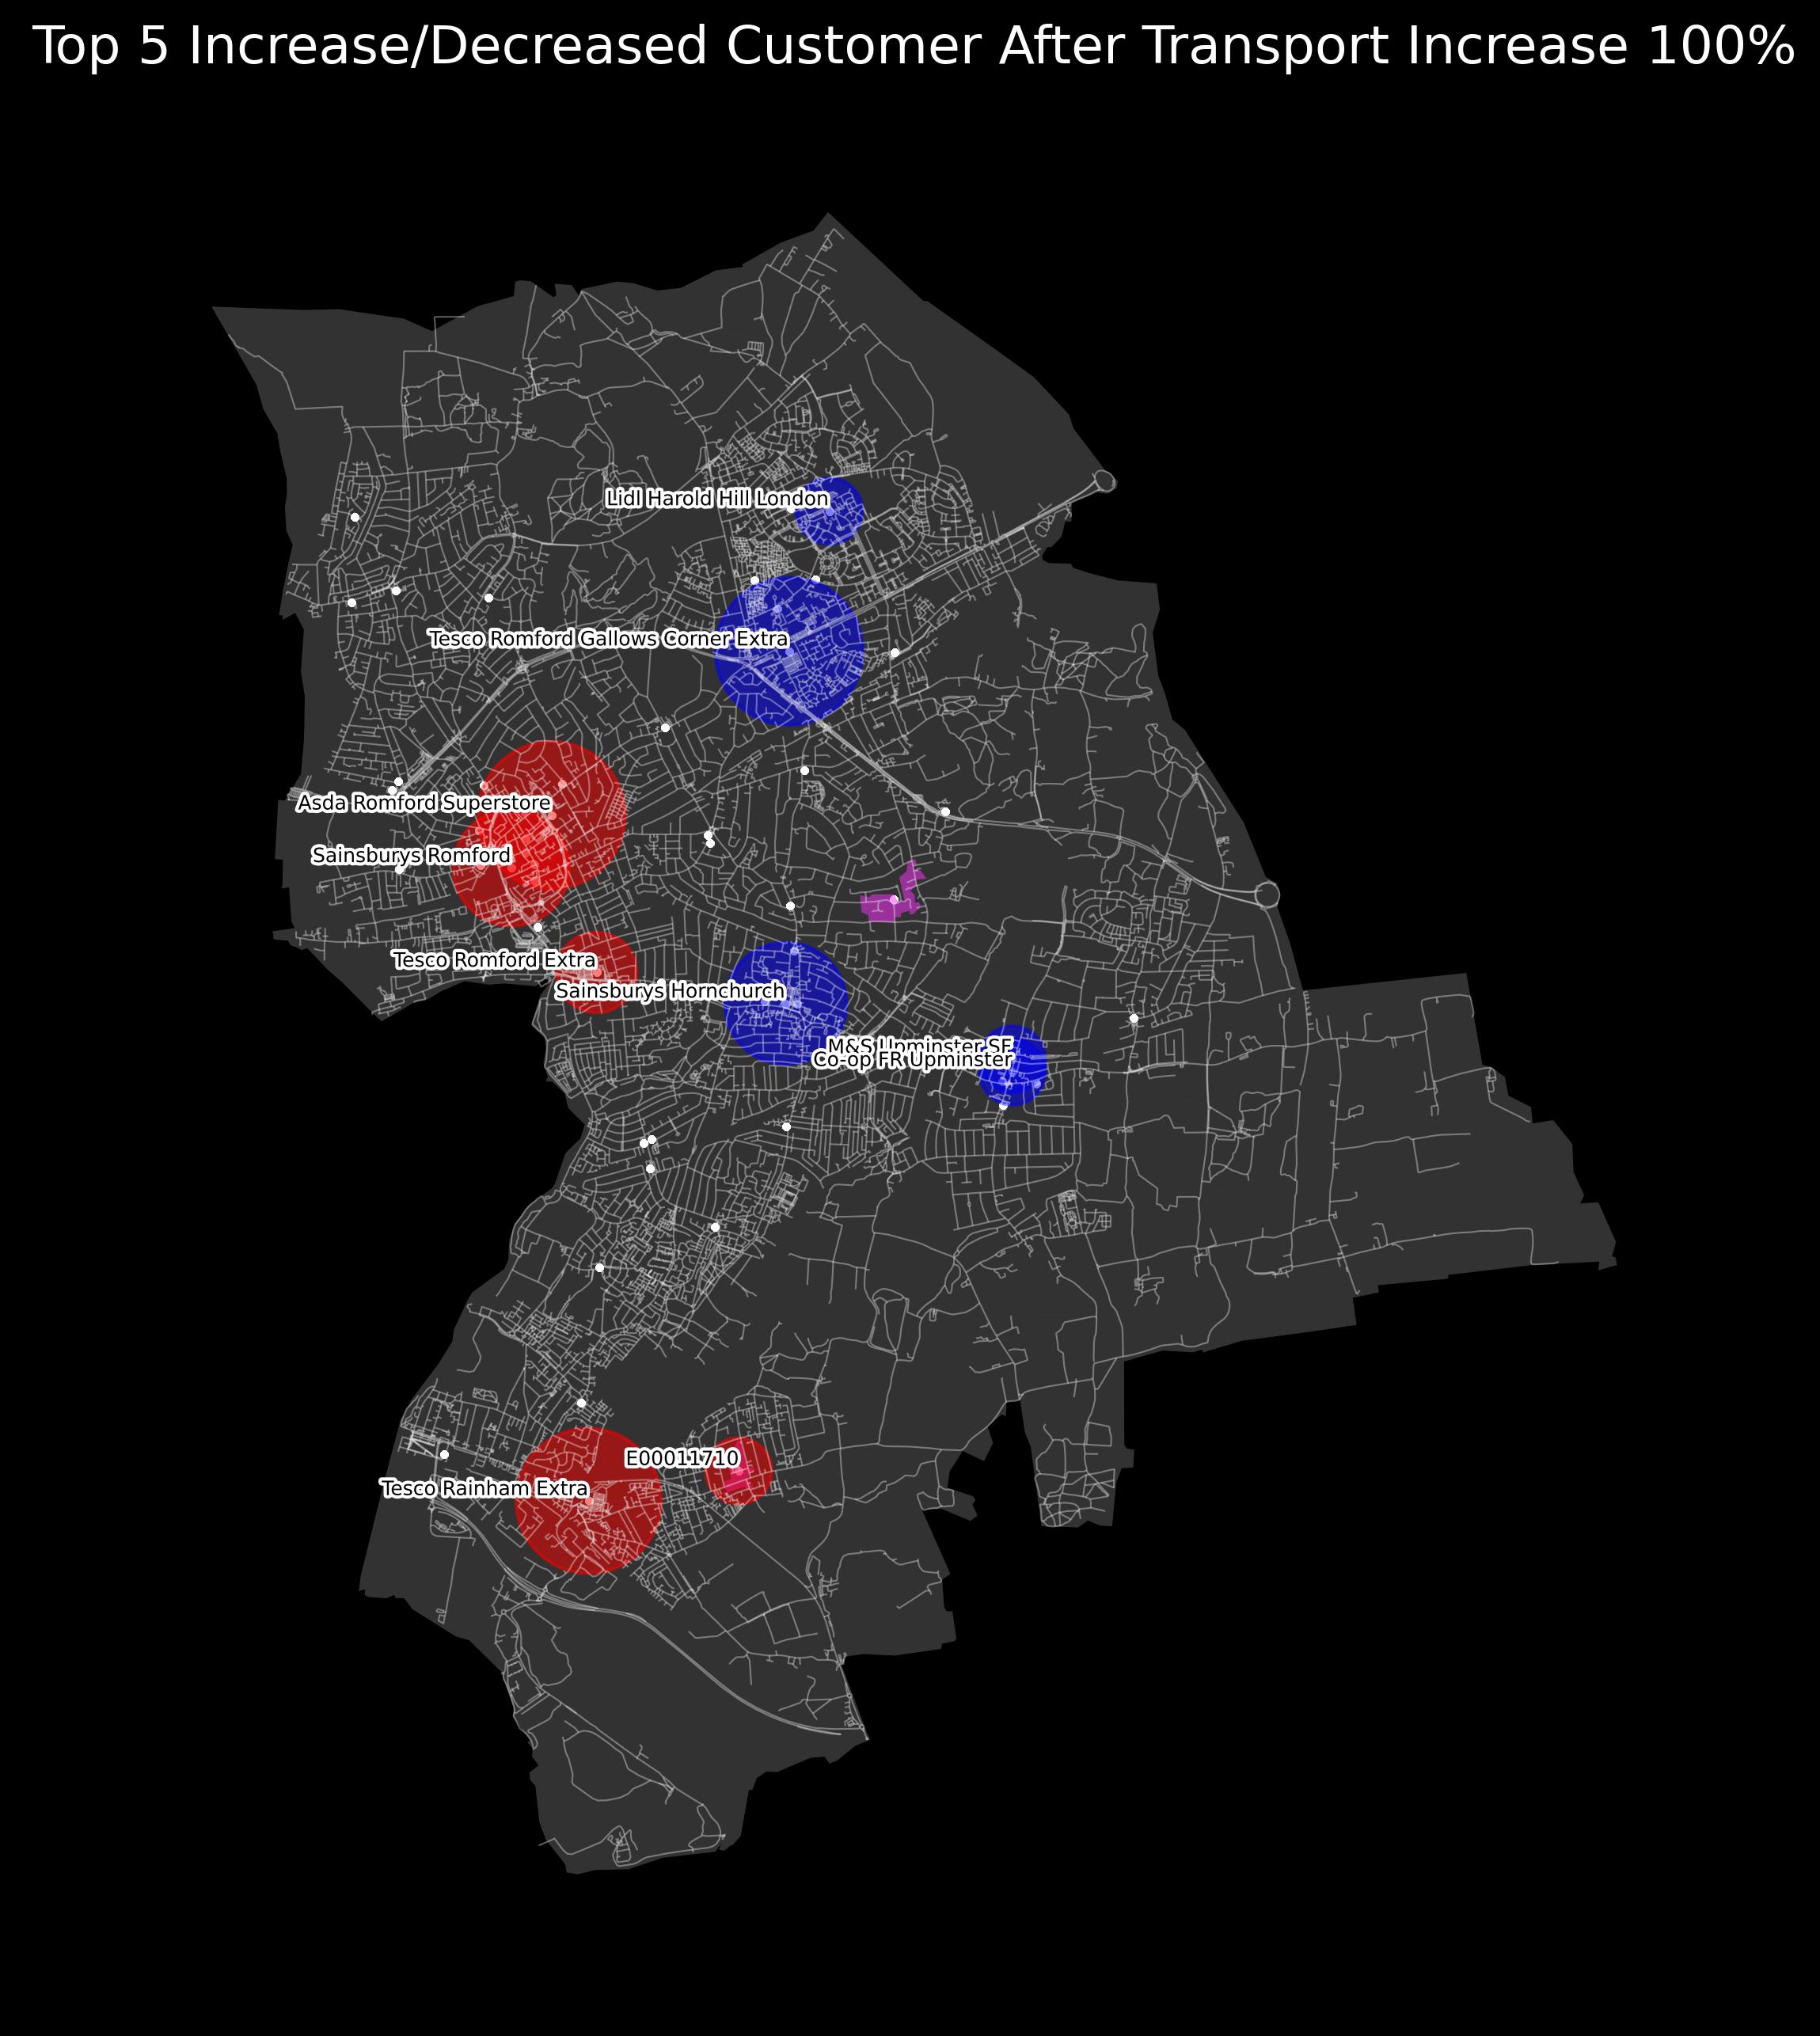 Top 5 Increase/Decreased Customer After Transport Increase 100%
Lidl Harold Hill London
Tesco Romford Gallows Corner Extra
Asda Romford Superstore
Sainsburys Romford
Tesco Romford Extra
Sainsburys Hornchurch
M&S Upminster SF
Co-op FR Upminster
E00011710
Tesco Rainham Extra